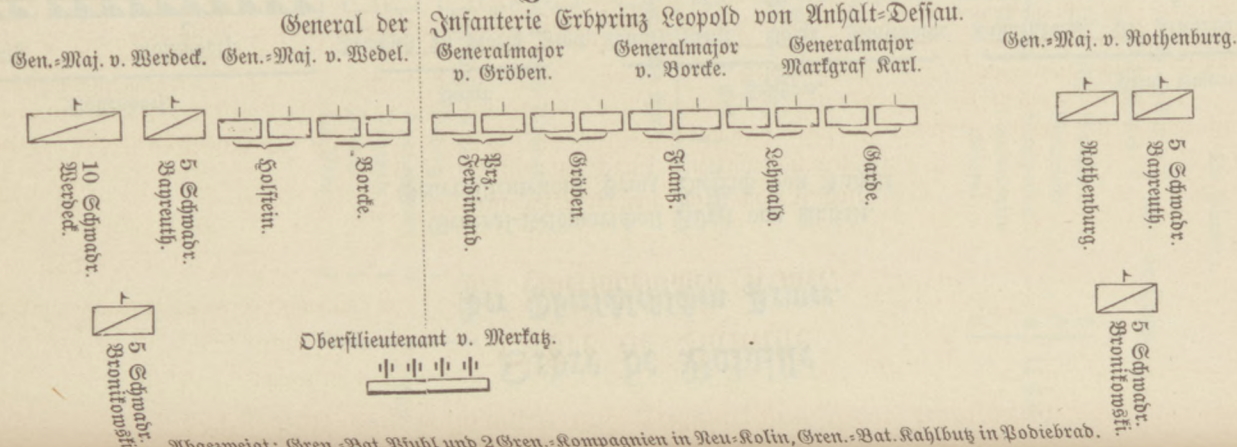 General der Infanterie Erbprinz Leopold von Anhalt-Dessau.
Gen.-Maj. v. Werdeck. Gen.-Maj. v. Wedel. Generalmajor v. Gröben. Generalmajor v. Borcke. Generalmajor Markgraf Karl. Gen.-Maj. v. Rothenburg.
10 Schwadr.
Werdeck.
5 Schwadr.
Bayreuth.
Holstein.
Borcke.
Prz.
Ferdinand.
Gröben.
Flanß.
Lehwald.
Garde.
Rothenburg.
5 Schwadr.
Bayreuth.
5 Schwadr.
Bronikowski.
Oberstlieutenant v. Merkatz.
5 Schwadr.
Bronikowski.
Abgezweigt: Gren.-Bat. Byhl und 2 Gren.-Kompagnien in Neu-Kolin, Gren.-Bat. Kahlbutz in Podiebrad.